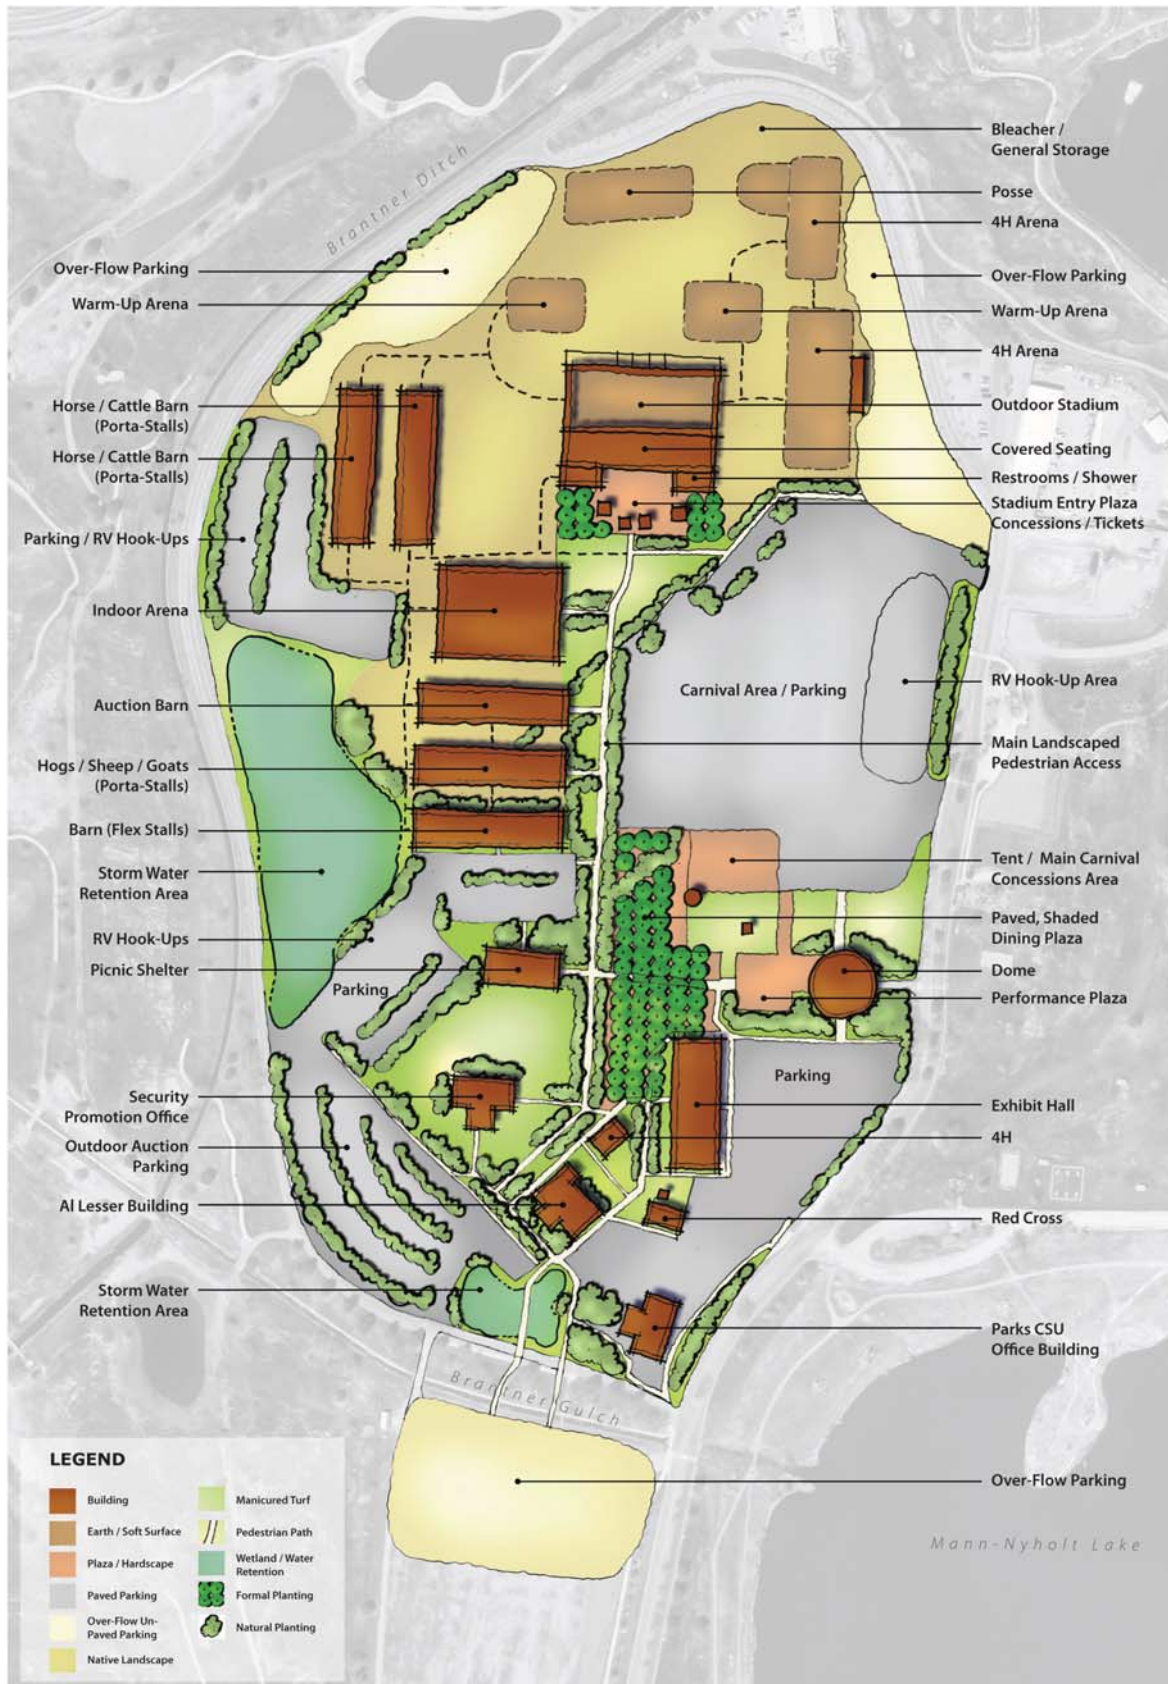 Brantner Ditch
Over-Flow Parking
Warm-Up Arena
Horse / Cattle Barn
(Porta-Stalls)
Horse / Cattle Barn
(Porta-Stalls)
Parking / RV Hook-Ups
Indoor Arena
Auction Barn
Hogs / Sheep / Goats
(Porta-Stalls)
Barn (Flex Stalls)
Storm Water
Retention Area
RV Hook-Ups
Picnic Shelter
Parking
Security
Promotion Office
Outdoor Auction
Parking
Al Lesser Building
Storm Water
Retention Area
Bleacher /
General Storage
Posse
4H Arena
Over-Flow Parking
Warm-Up Arena
4H Arena
Outdoor Stadium
Covered Seating
Restrooms / Shower
Stadium Entry Plaza
Concessions / Tickets
Carnival Area / Parking
RV Hook-Up Area
Main Landscaped
Pedestrian Access
Tent / Main Carnival
Concessions Area
Paved, Shaded
Dining Plaza
Dome
Performance Plaza
Parking
Exhibit Hall
4H
Red Cross
Parks CSU
Office Building
Brantner Gulch
Over-Flow Parking
Mann-Nyholt Lake
LEGEND
Building
Earth / Soft Surface
Plaza / Hardscape
Paved Parking
Over-Flow Un-
Paved Parking
Native Landscape
Manicured Turf
Pedestrian Path
Wetland / Water
Retention
Formal Planting
Natural Planting